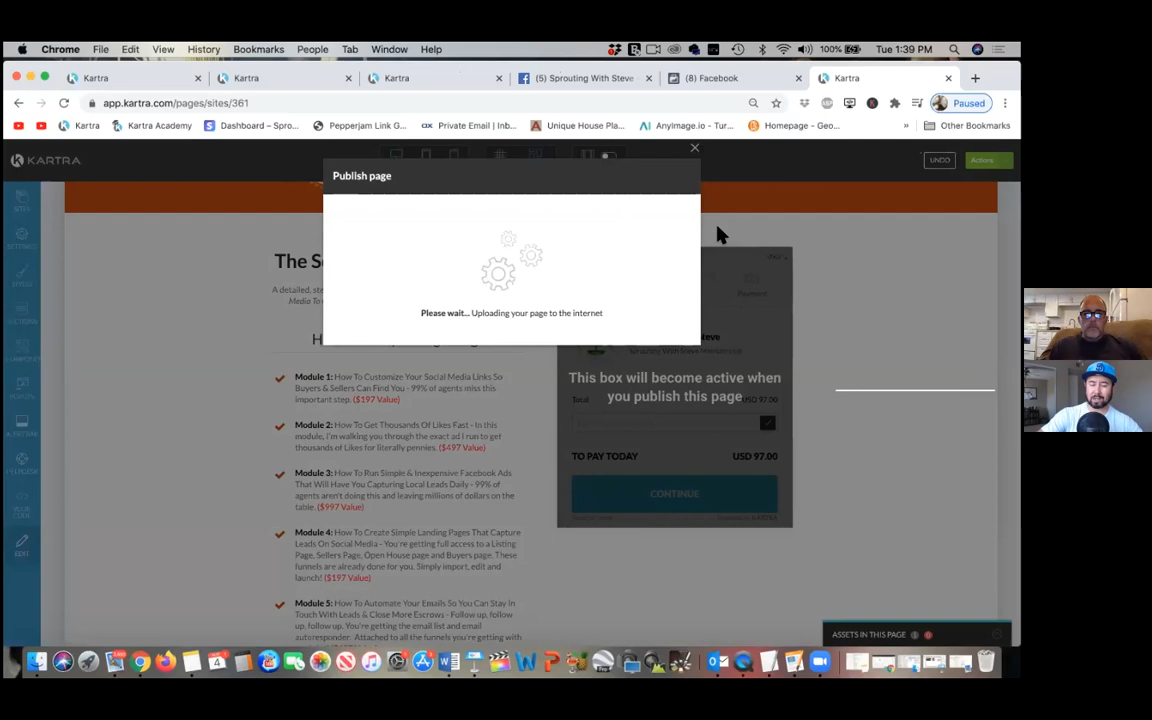 Chrome File Edit View History Bookmarks People Tab Window Help
100% Tue 1:39 PM
Kartra
Kartra
Kartra
(5) Sprouting With Steve
(8) Facebook
Kartra
app.kartra.com/pages/sites/361
Paused
Kartra
Kartra Academy
Dashboard – Spro...
Pepperjam Link G...
Private Email | Inb...
Unique House Pla...
AnyImage.io - Tur...
Homepage - Geo...
»
Other Bookmarks
KARTRA
UNDO
Actions
Publish page
Please wait... Uploading your page to the internet
SITES
SETTINGS
EDIT
Payment
Module 1: How To Customize Your Social Media Links So
Buyers & Sellers Can Find You - 99% of agents miss this
important step. ($197 Value)
Module 2: How To Get Thousands Of Likes Fast - In this
module, I'm walking you through the exact ad I run to get
thousands of Likes for literally pennies. ($497 Value)
Module 3: How To Run Simple & Inexpensive Facebook Ads
That Will Have You Capturing Local Leads Daily - 99% of
agents aren't doing this and leaving millions of dollars on the
table. ($997 Value)
Module 4: How To Create Simple Landing Pages That Capture
Leads On Social Media - You're getting full access to a Listing
Page, Sellers Page, Open House page and Buyers page. These
funnels are already done for you. Simply import, edit and
launch! ($197 Value)
Module 5: How To Automate Your Emails So You Can Stay In
Touch With Leads & Close More Escrows - Follow up, follow
up, follow up. You're getting the email list and email
autoresponder. Attached to all the funnels you're getting with
This box will become active when
you publish this page
Total
USD 97.00
TO PAY TODAY USD 97.00
CONTINUE
ASSETS IN THIS PAGE